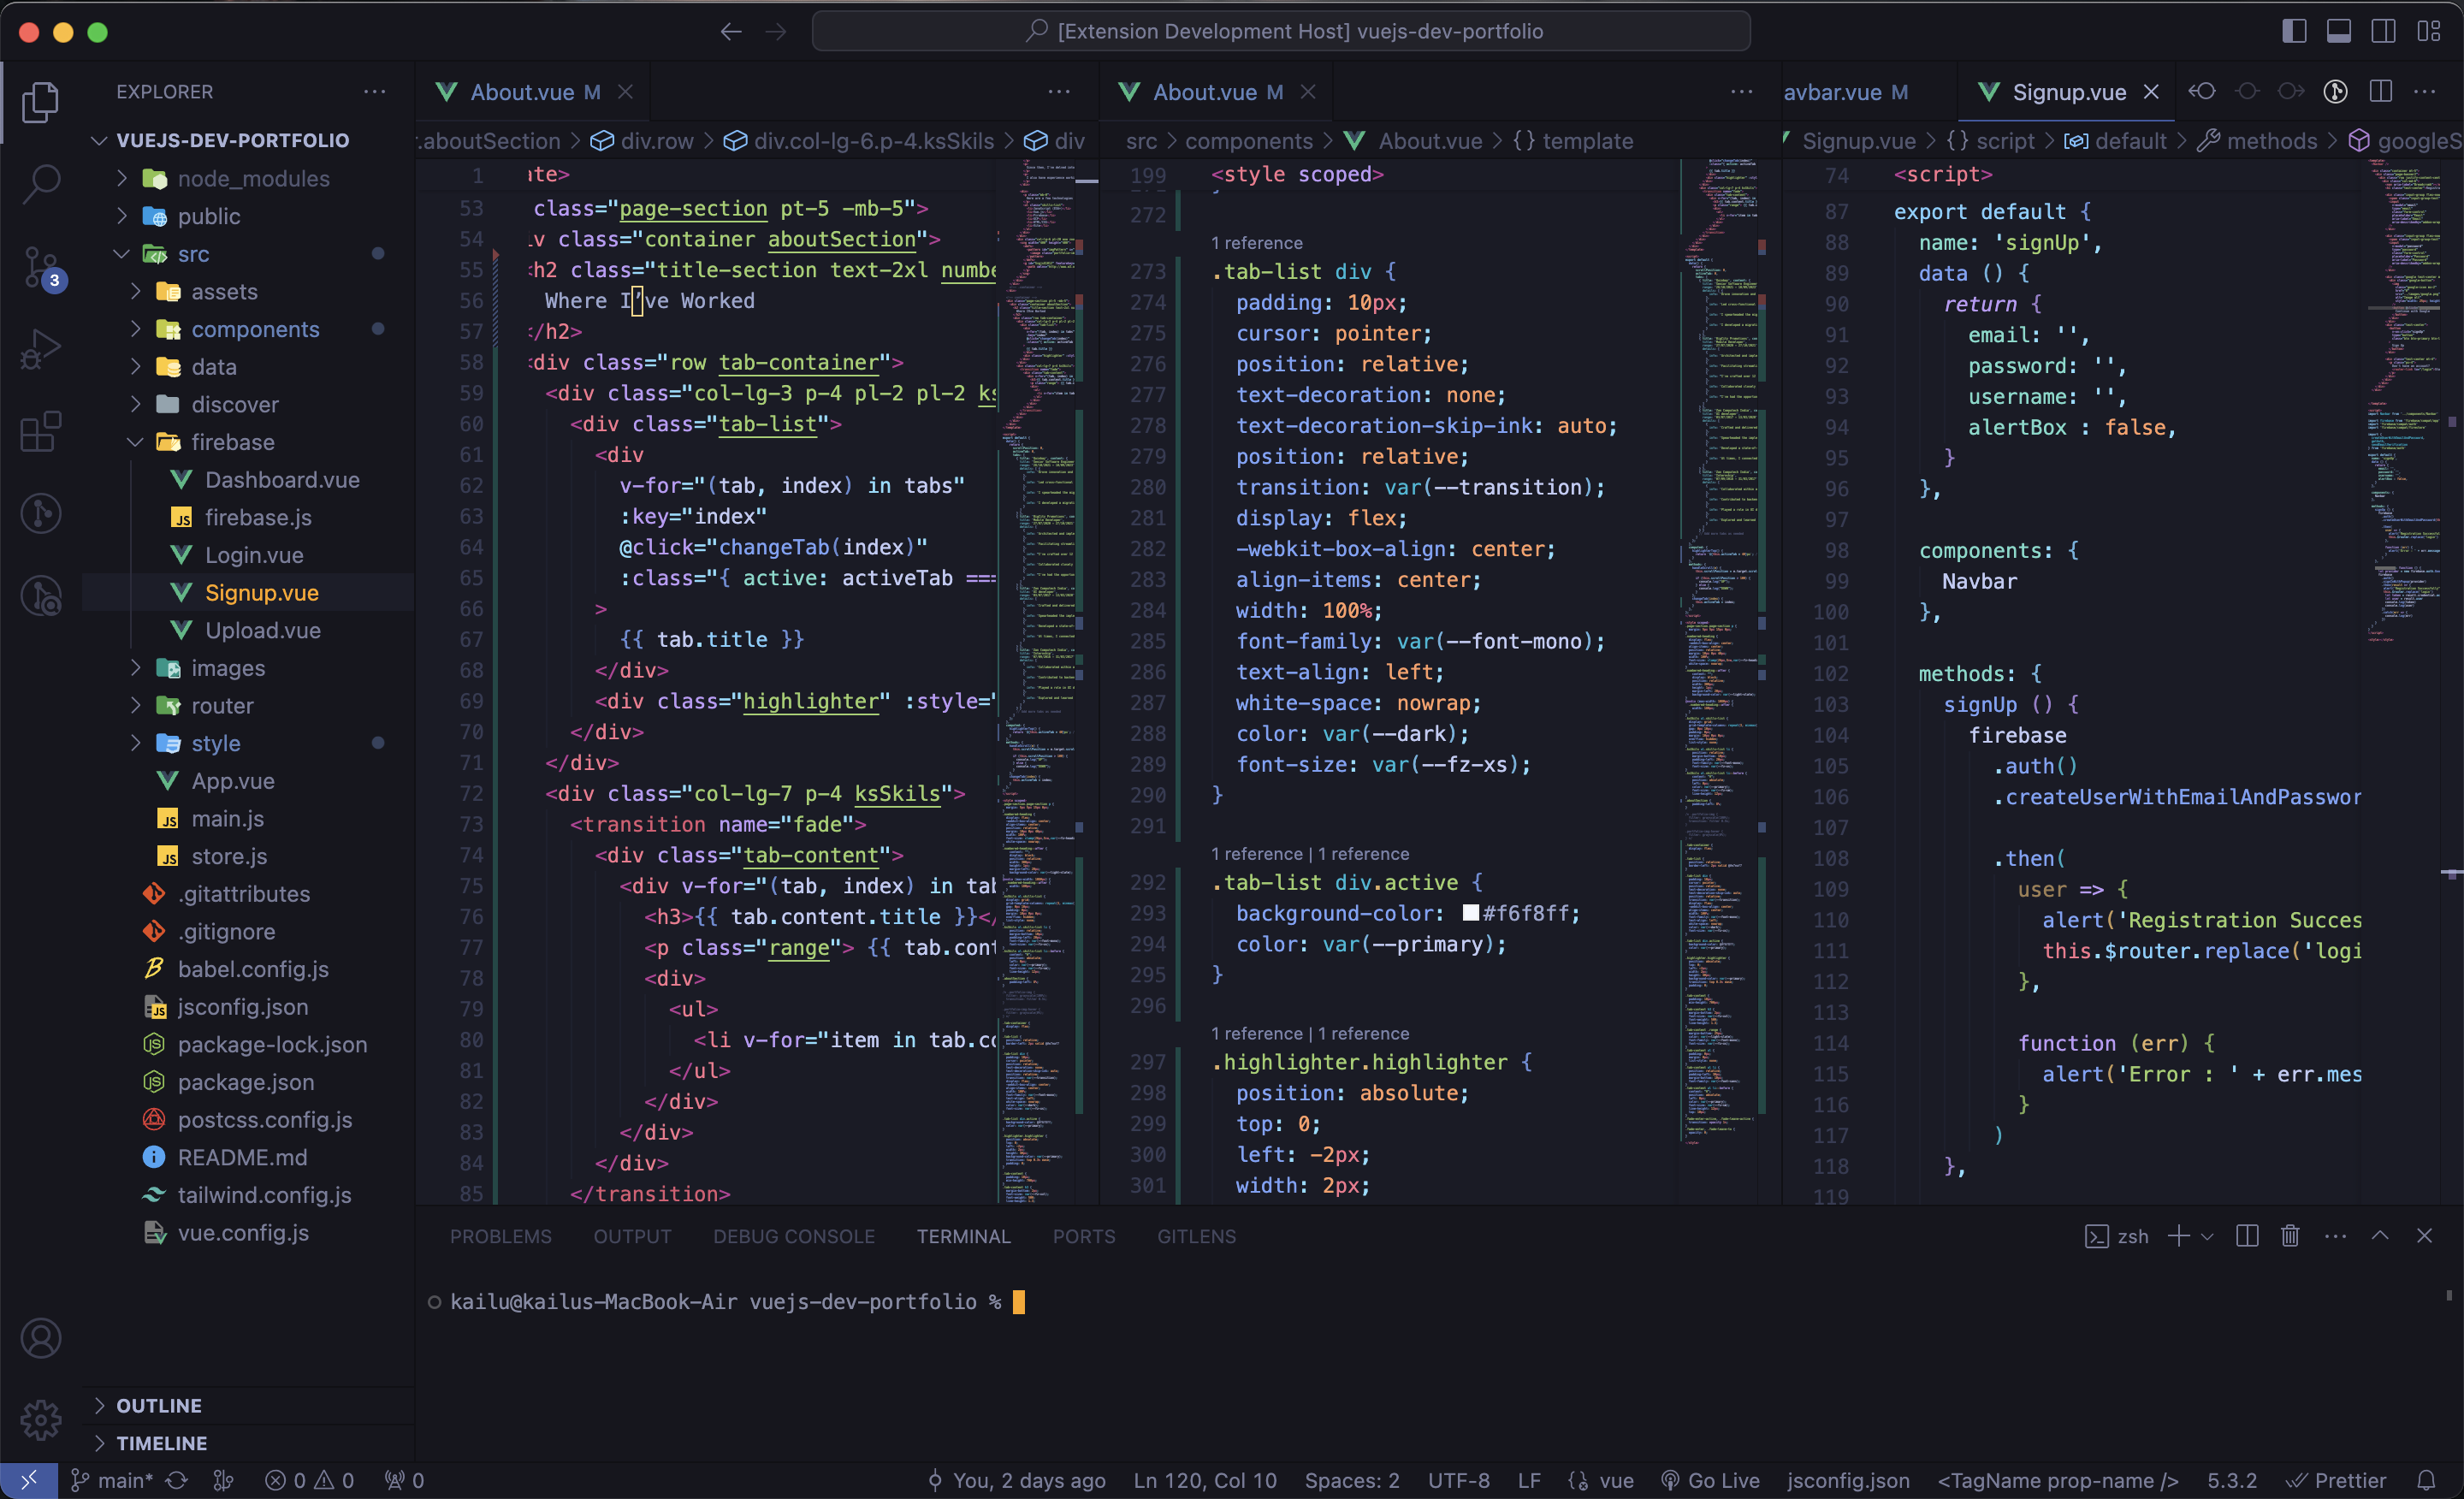 [Extension Development Host] vuejs-dev-portfolio
EXPLORER
VUEJS-DEV-PORTFOLIO
node_modules
public
src
assets
components
data
discover
firebase
Dashboard.vue
firebase.js
Login.vue
Signup.vue
Upload.vue
images
router
style
App.vue
main.js
store.js
.gitattributes
.gitignore
babel.config.js
jsconfig.json
package-lock.json
package.json
postcss.config.js
README.md
tailwind.config.js
vue.config.js
OUTLINE
TIMELINE
3
About.vue M
.aboutSection > div.row > div.col-lg-6.p-4.ksSkils > div
1 ate>
53 class="page-section pt-5 -mb-5">
54 v class="container aboutSection">
55 h2 class="title-section text-2xl numbe
56 Where I’ve Worked
57 /h2>
58 div class="row tab-container">
59 <div class="col-lg-3 p-4 pl-2 pl-2 ks
60 <div class="tab-list">
61 <div
62 v-for="(tab, index) in tabs"
63 :key="index"
64 @click="changeTab(index)"
65 :class="{ active: activeTab ===
66 >
67 {{ tab.title }}
68 </div>
69 <div class="highlighter" :style="
70 </div>
71 </div>
72 <div class="col-lg-7 p-4 ksSkils">
73 <transition name="fade">
74 <div class="tab-content">
75 <div v-for="(tab, index) in tab
76 <h3>{{ tab.content.title }}</
77 <p class="range"> {{ tab.cont
78 <div>
79 <ul>
80 <li v-for="item in tab.co
81 </ul>
82 </div>
83 </div>
84 </div>
85 </transition>
About.vue M
src > components > About.vue > {} template
199 <style scoped>
272
1 reference
273 .tab-list div {
274 padding: 10px;
275 cursor: pointer;
276 position: relative;
277 text-decoration: none;
278 text-decoration-skip-ink: auto;
279 position: relative;
280 transition: var(--transition);
281 display: flex;
282 -webkit-box-align: center;
283 align-items: center;
284 width: 100%;
285 font-family: var(--font-mono);
286 text-align: left;
287 white-space: nowrap;
288 color: var(--dark);
289 font-size: var(--fz-xs);
290 }
291
1 reference | 1 reference
292 .tab-list div.active {
293 background-color: #f6f8ff;
294 color: var(--primary);
295 }
296
1 reference | 1 reference
297 .highlighter.highlighter {
298 position: absolute;
299 top: 0;
300 left: -2px;
301 width: 2px;
avbar.vue M
Signup.vue
Signup.vue > {} script > default > methods > googleS
74 <script>
87 export default {
88 name: 'signUp',
89 data () {
90 return {
91 email: '',
92 password: '',
93 username: '',
94 alertBox : false,
95 }
96 },
97
98 components: {
99 Navbar
100 },
101
102 methods: {
103 signUp () {
104 firebase
105 .auth()
106 .createUserWithEmailAndPasswor
107
108 .then(
109 user => {
110 alert('Registration Succes
111 this.$router.replace('logi
112 },
113
114 function (err) {
115 alert('Error : ' + err.mes
116 }
117 )
118 },
119
PROBLEMS OUTPUT DEBUG CONSOLE TERMINAL PORTS GITLENS
zsh
kailu@kailus-MacBook-Air vuejs-dev-portfolio %
main* 0 0 0 You, 2 days ago Ln 120, Col 10 Spaces: 2 UTF-8 LF vue Go Live jsconfig.json <TagName prop-name /> 5.3.2 Prettier